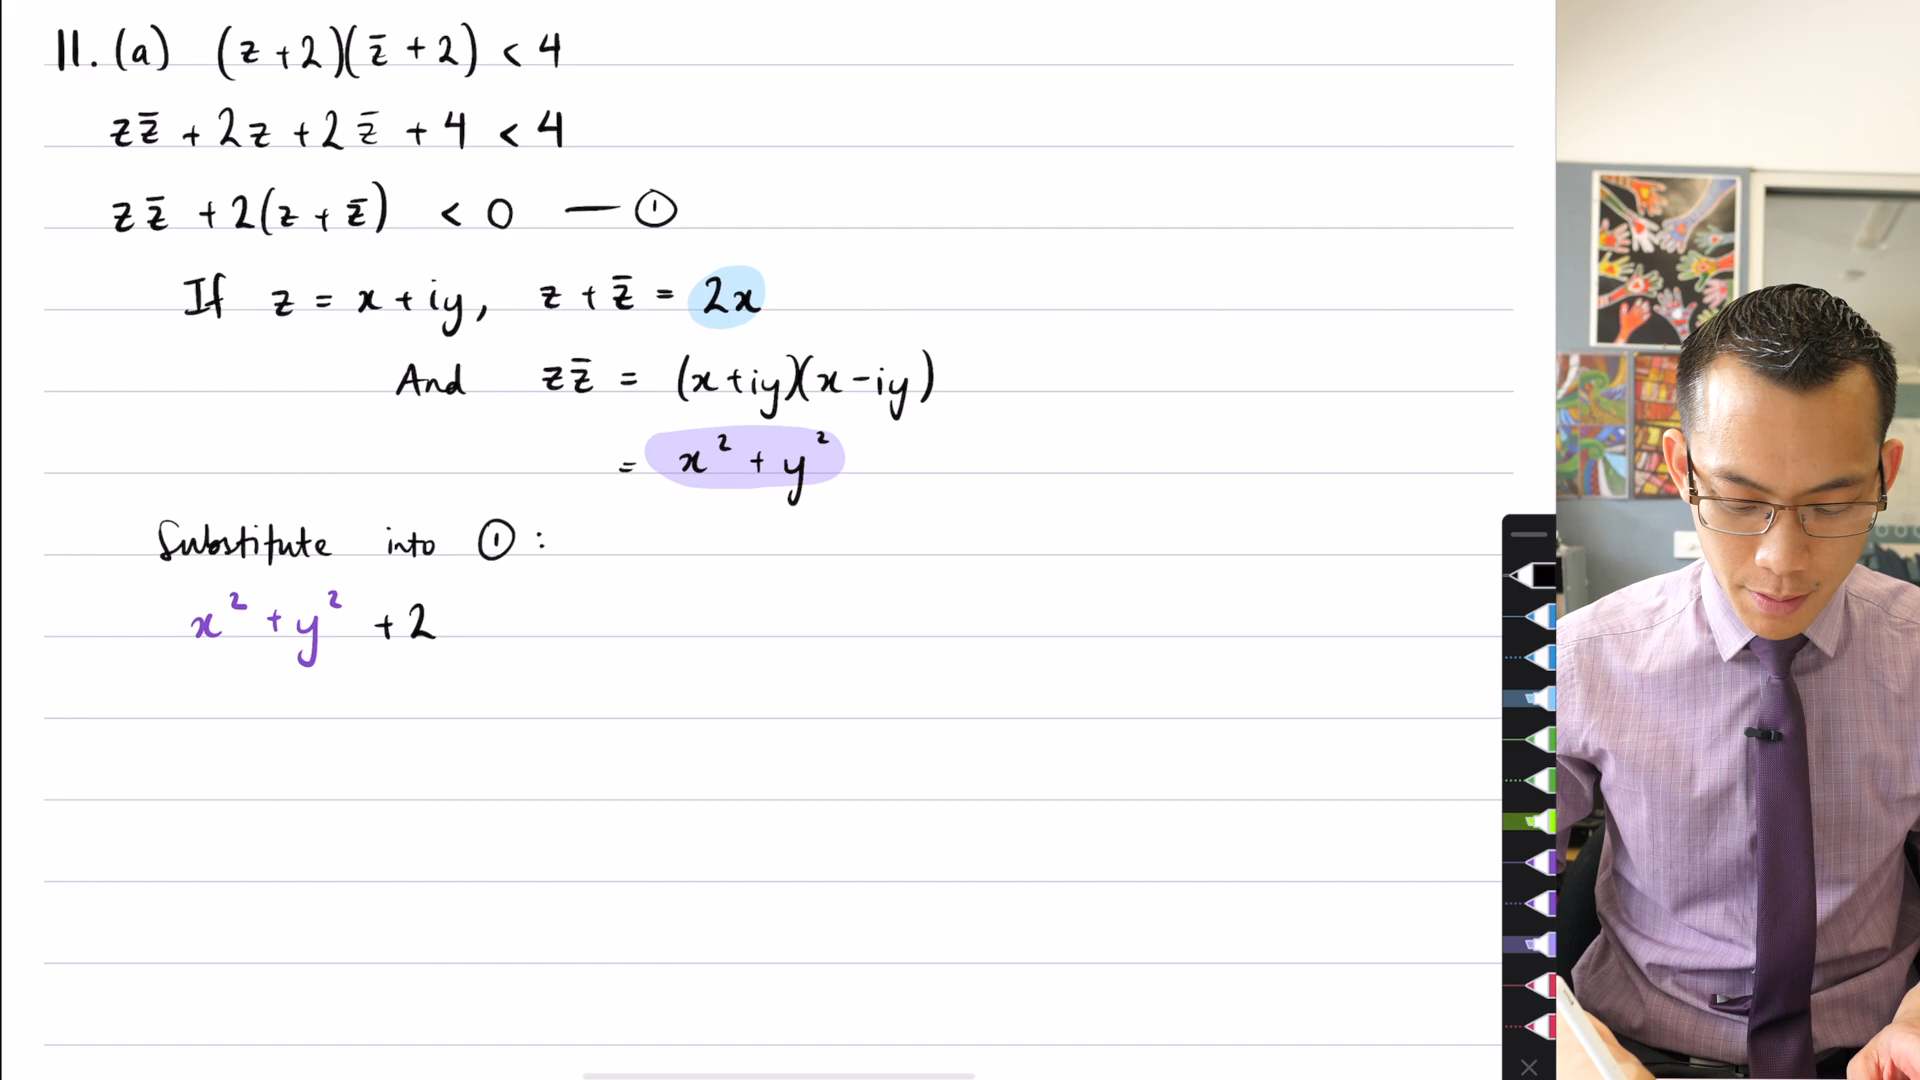 11. (a) (z + 2)(z̄ + 2) < 4
zz̄ + 2z + 2z̄ + 4 < 4
zz̄ + 2(z + z̄) < 0 — ①
If z = x + iy, z + z̄ = 2x
And zz̄ = (x + iy)(x − iy)
= x² + y²
Substitute into ① :
x² + y² + 2